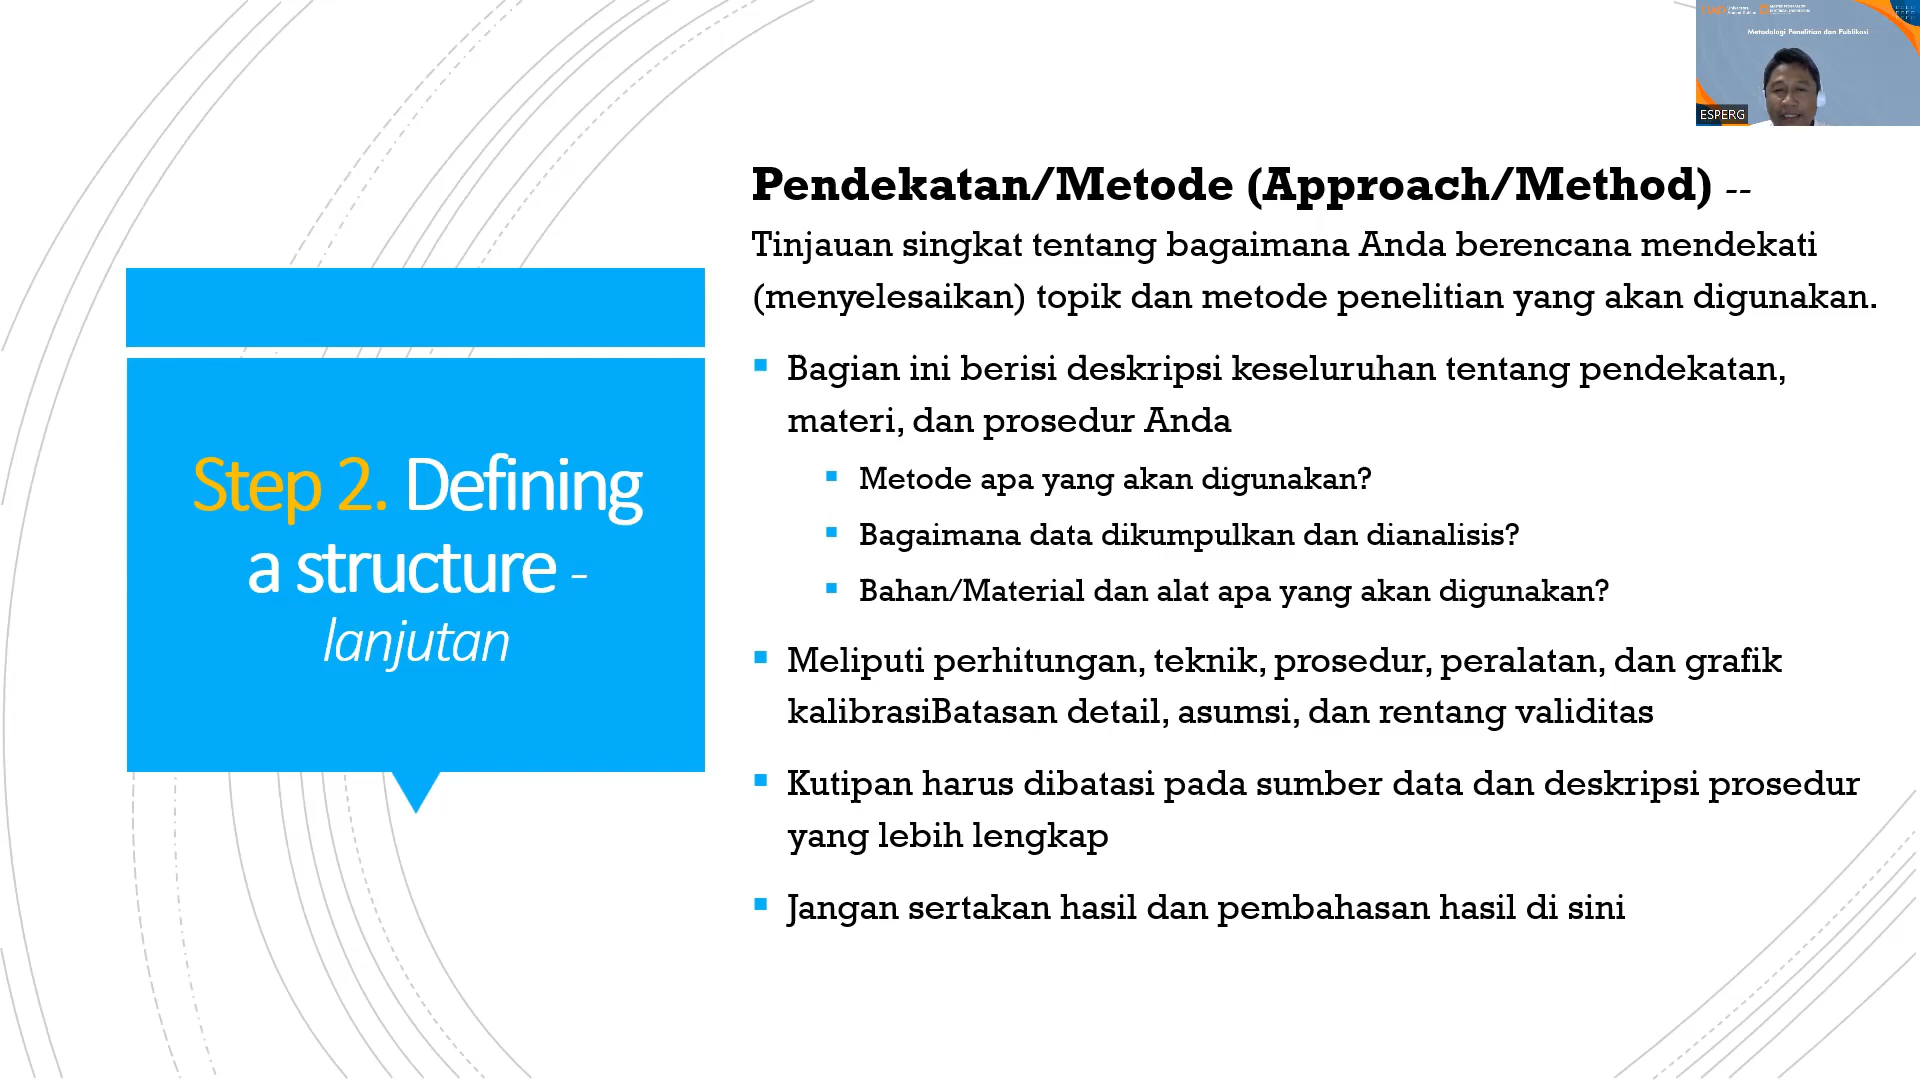 Metodologi Penelitian dan Publikasi
ESPERG
Step 2. Defining
a structure -
lanjutan
Pendekatan/Metode (Approach/Method) --
Tinjauan singkat tentang bagaimana Anda berencana mendekati
(menyelesaikan) topik dan metode penelitian yang akan digunakan.
Bagian ini berisi deskripsi keseluruhan tentang pendekatan,
materi, dan prosedur Anda
Metode apa yang akan digunakan?
Bagaimana data dikumpulkan dan dianalisis?
Bahan/Material dan alat apa yang akan digunakan?
Meliputi perhitungan, teknik, prosedur, peralatan, dan grafik
kalibrasiBatasan detail, asumsi, dan rentang validitas
Kutipan harus dibatasi pada sumber data dan deskripsi prosedur
yang lebih lengkap
Jangan sertakan hasil dan pembahasan hasil di sini